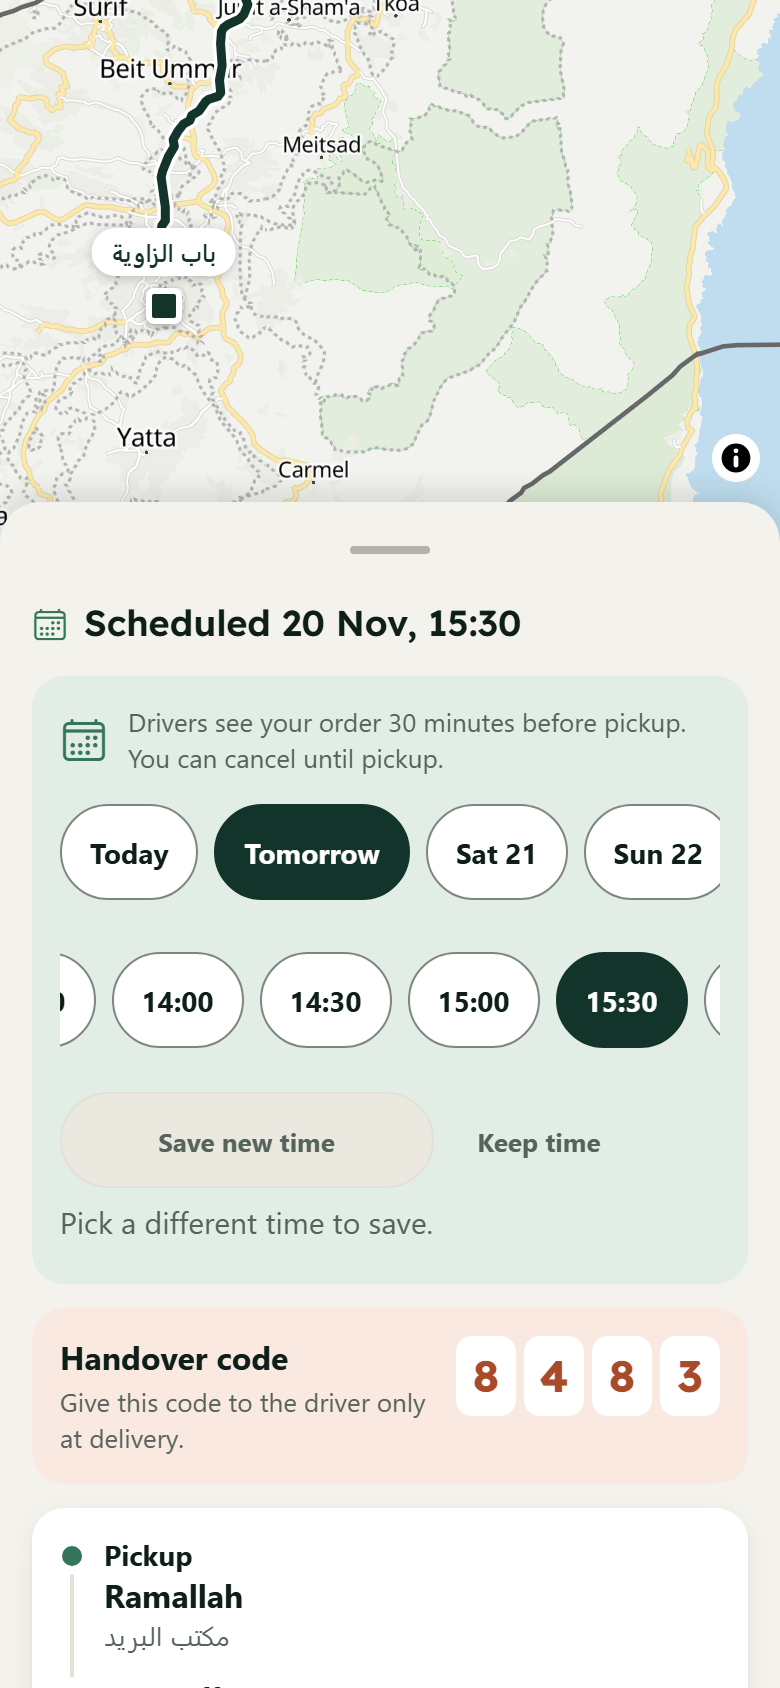 Surif
a-Sham'a
Beit Ummar
Meitsad
باب الزاوية
Yatta
Carmel
Scheduled 20 Nov, 15:30
Drivers see your order 30 minutes before pickup.
You can cancel until pickup.
Today
Tomorrow
Sat 21
Sun 22
14:00
14:30
15:00
15:30
Save new time
Keep time
Pick a different time to save.
Handover code
8 4 8 3
Give this code to the driver only
at delivery.
Pickup
Ramallah
مكتب البريد